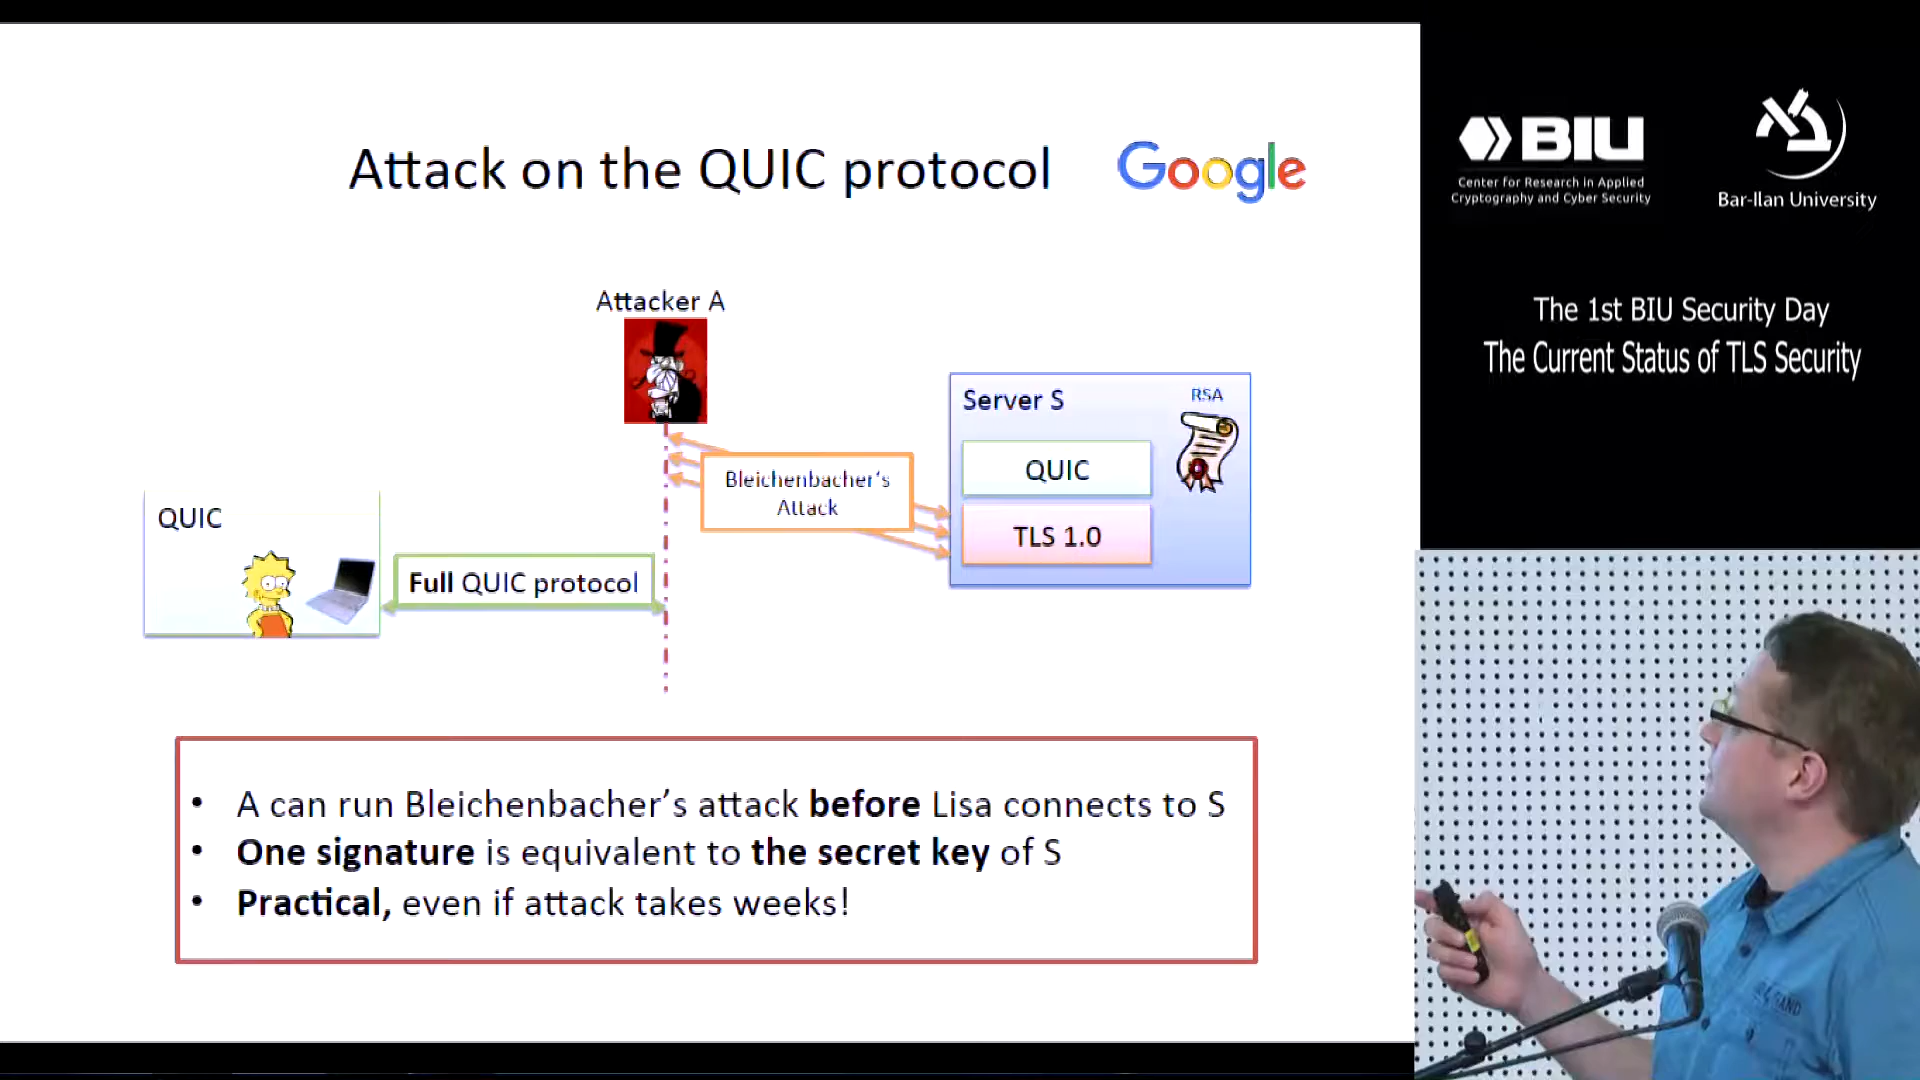 Attack on the QUIC protocol
Google
Attacker A
Server S
RSA
QUIC
TLS 1.0
Bleichenbacher's
Attack
QUIC
Full QUIC protocol
• A can run Bleichenbacher's attack before Lisa connects to S
• One signature is equivalent to the secret key of S
• Practical, even if attack takes weeks!
BIU
Center for Research in Applied
Cryptography and Cyber Security
Bar-Ilan University
The 1st BIU Security Day
The Current Status of TLS Security